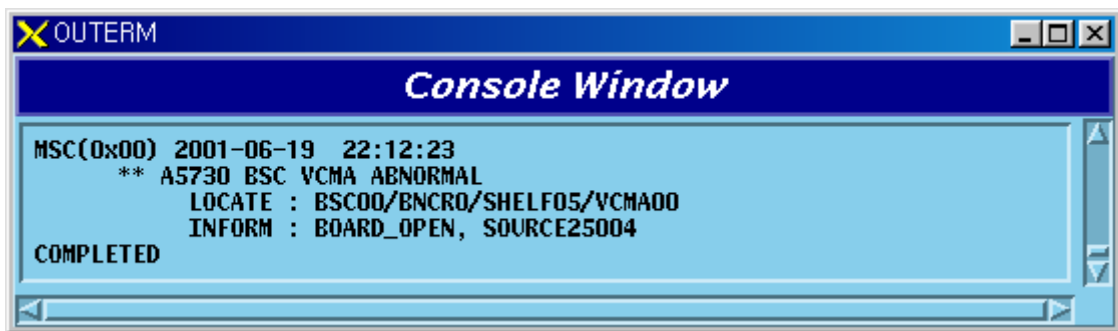 OUTERM
Console Window
MSC(0x00) 2001-06-19 22:12:23
** A5730 BSC VCMA ABNORMAL
LOCATE : BSC00/BNCR0/SHELF05/VCMA00
INFORM : BOARD_OPEN, SOURCE25004
COMPLETED